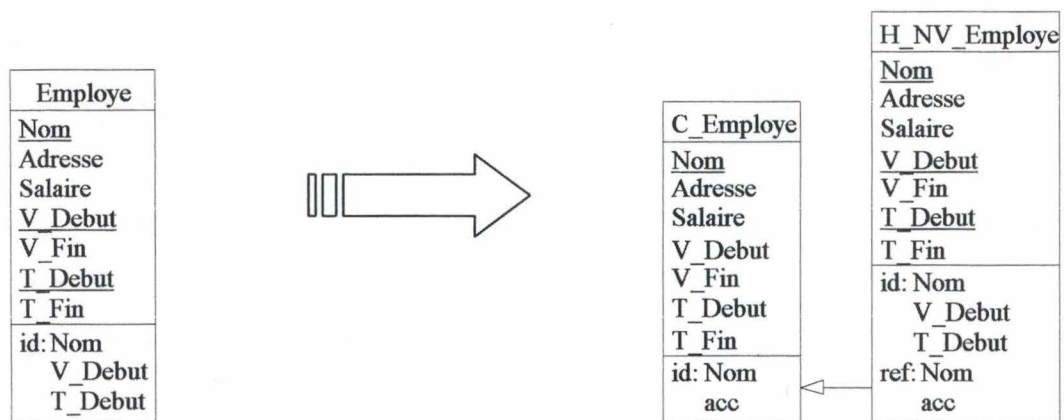 Employe
Nom
Adresse
Salaire
V_Debut
V_Fin
T_Debut
T_Fin
id: Nom
V_Debut
T_Debut
C_Employe
Nom
Adresse
Salaire
V_Debut
V_Fin
T_Debut
T_Fin
id: Nom
acc
H_NV_Employe
Nom
Adresse
Salaire
V_Debut
V_Fin
T_Debut
T_Fin
id: Nom
V_Debut
T_Debut
ref: Nom
acc